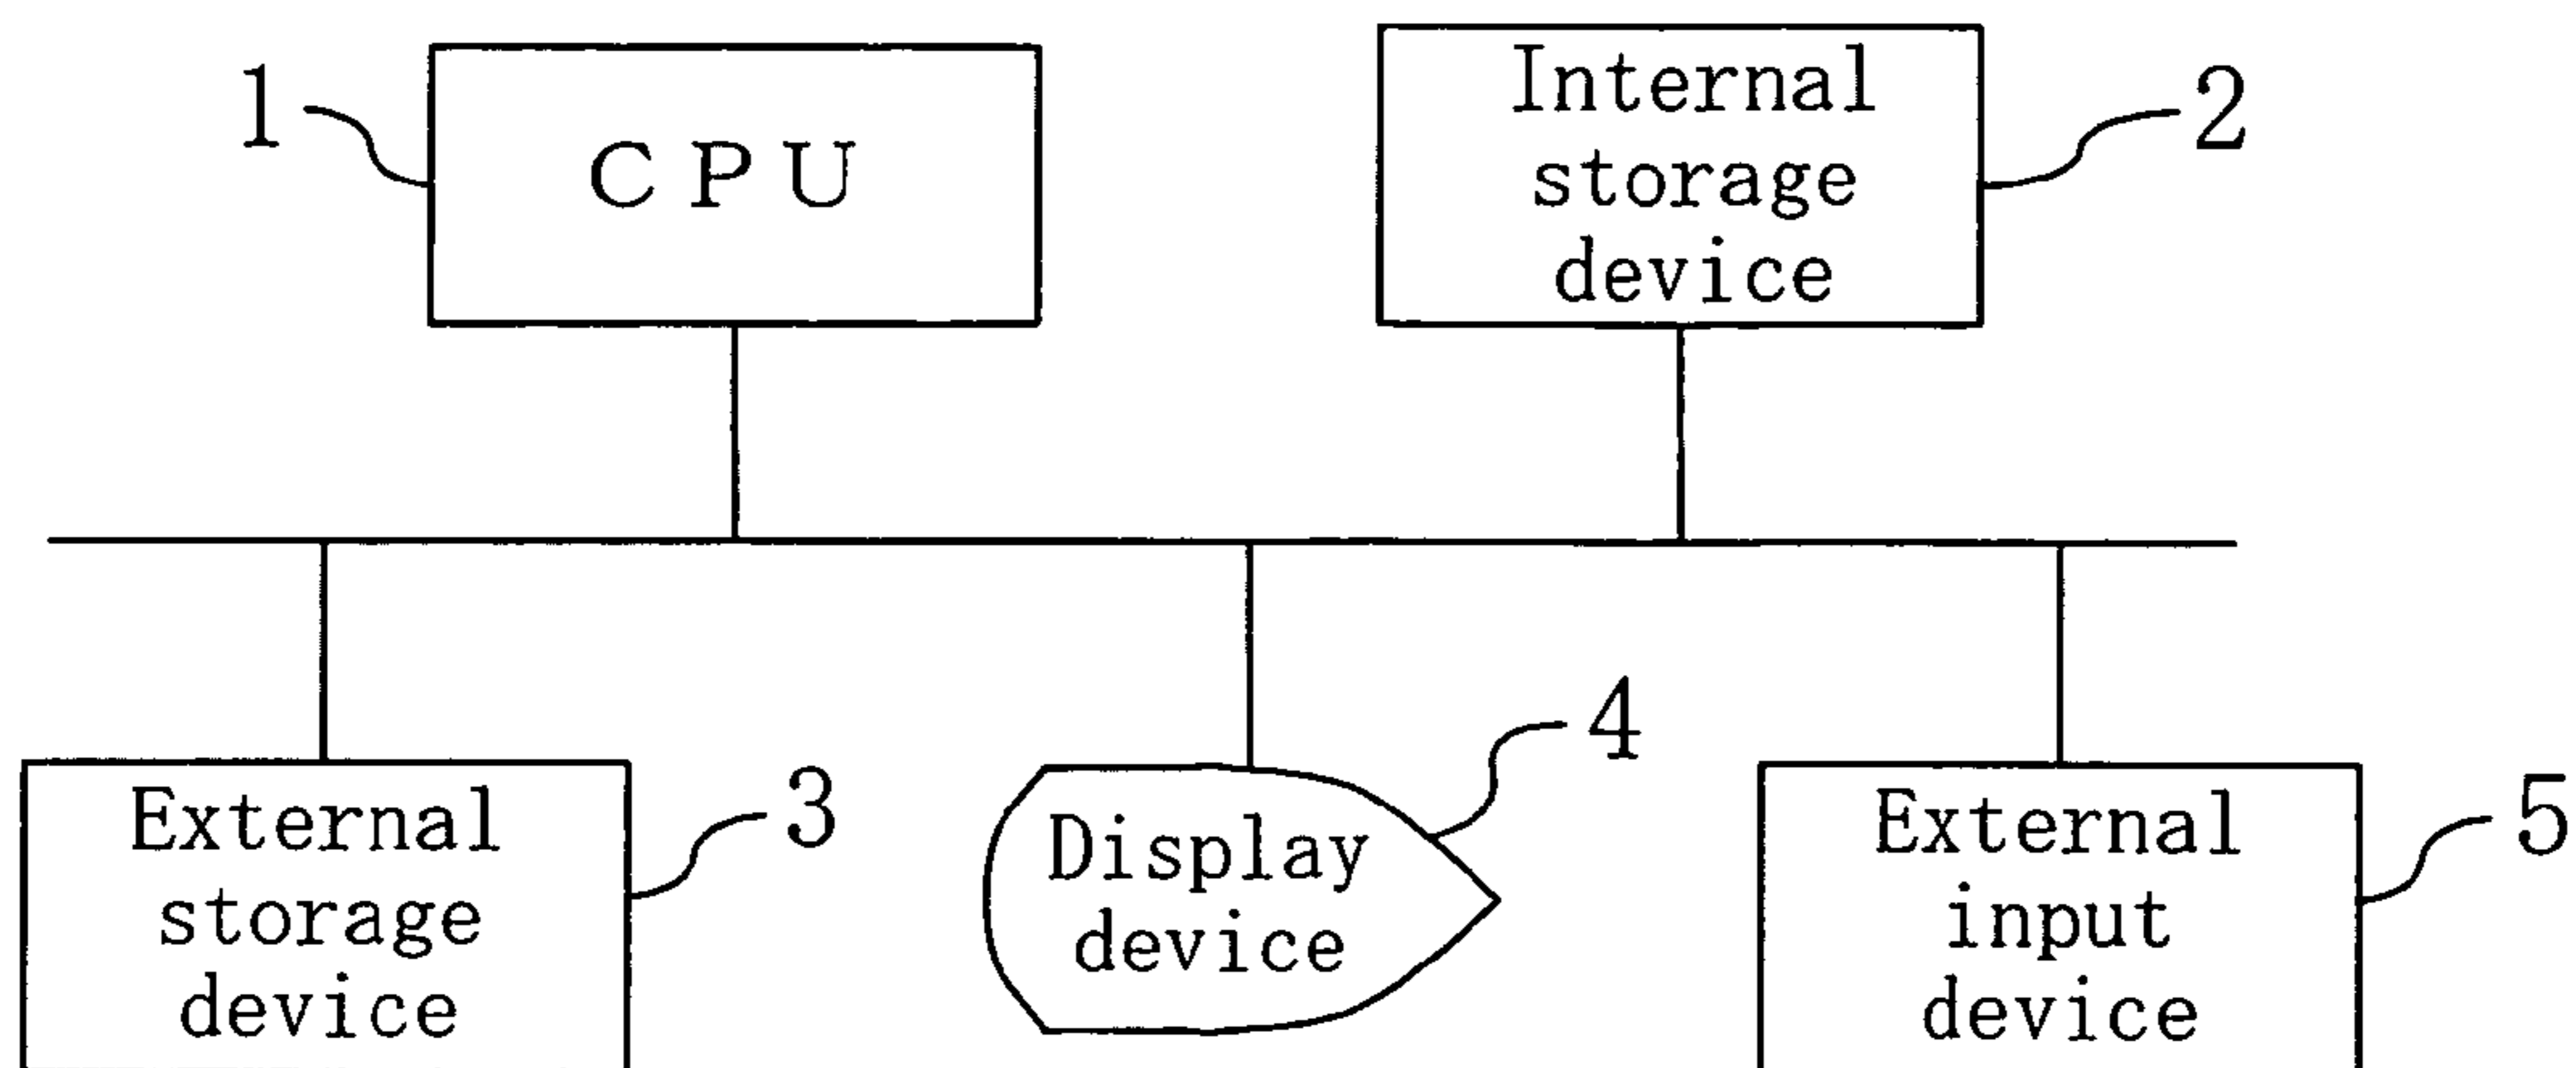 1
CPU
Internal
storage
device
2
External
storage
device
3
Display
device
4
External
input
device
5